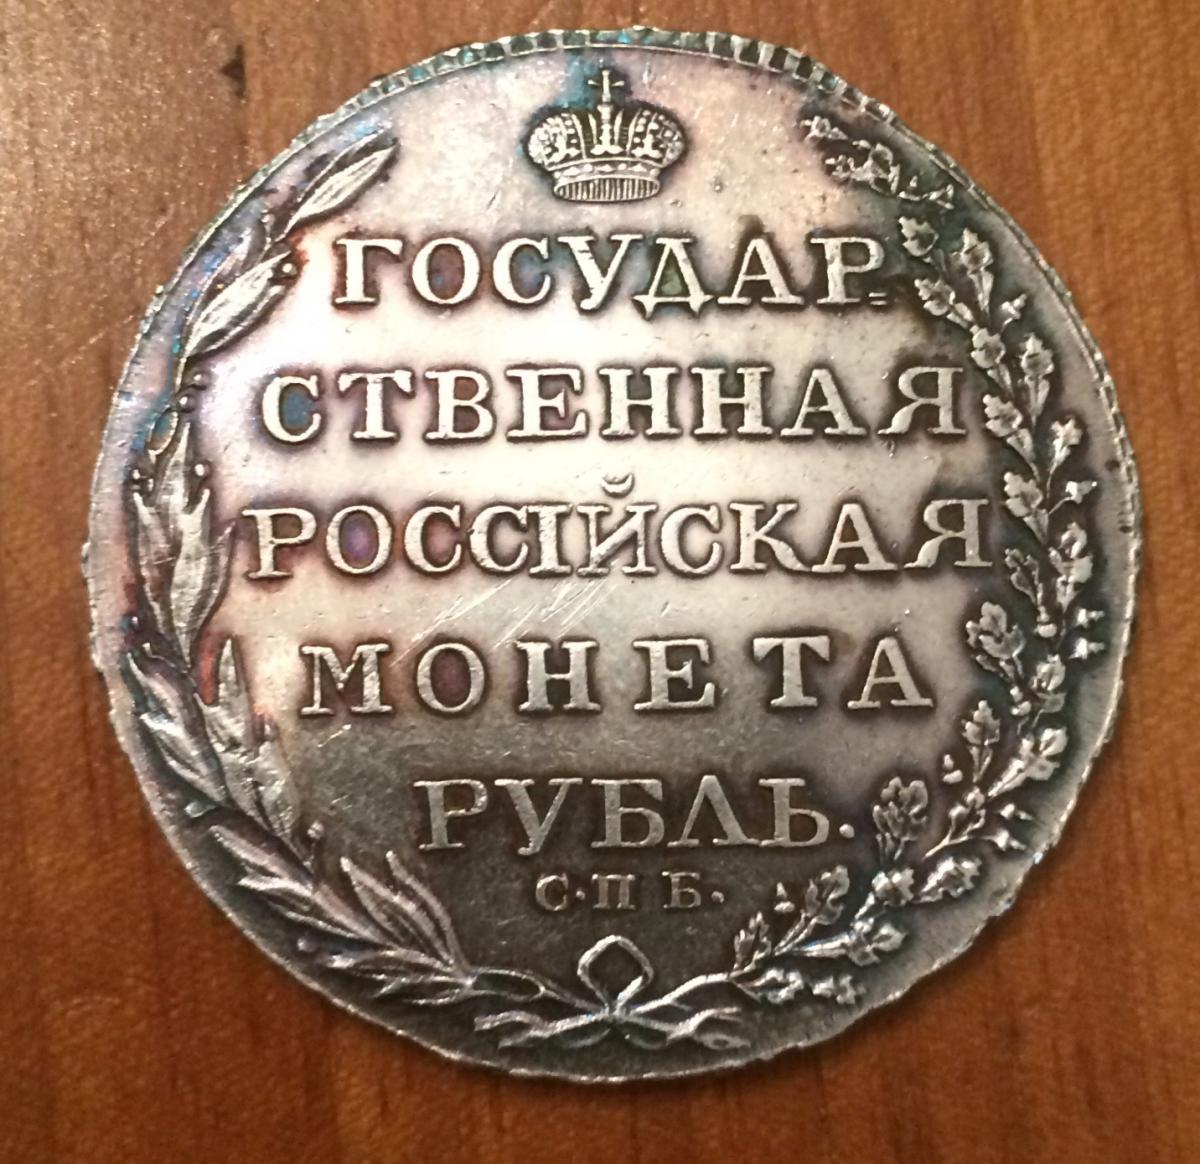 ГОСУДАР-
СТВЕННАЯ
РОССІЙСКАЯ
МОНЕТА
РУБЛЬ.
С·П Б.